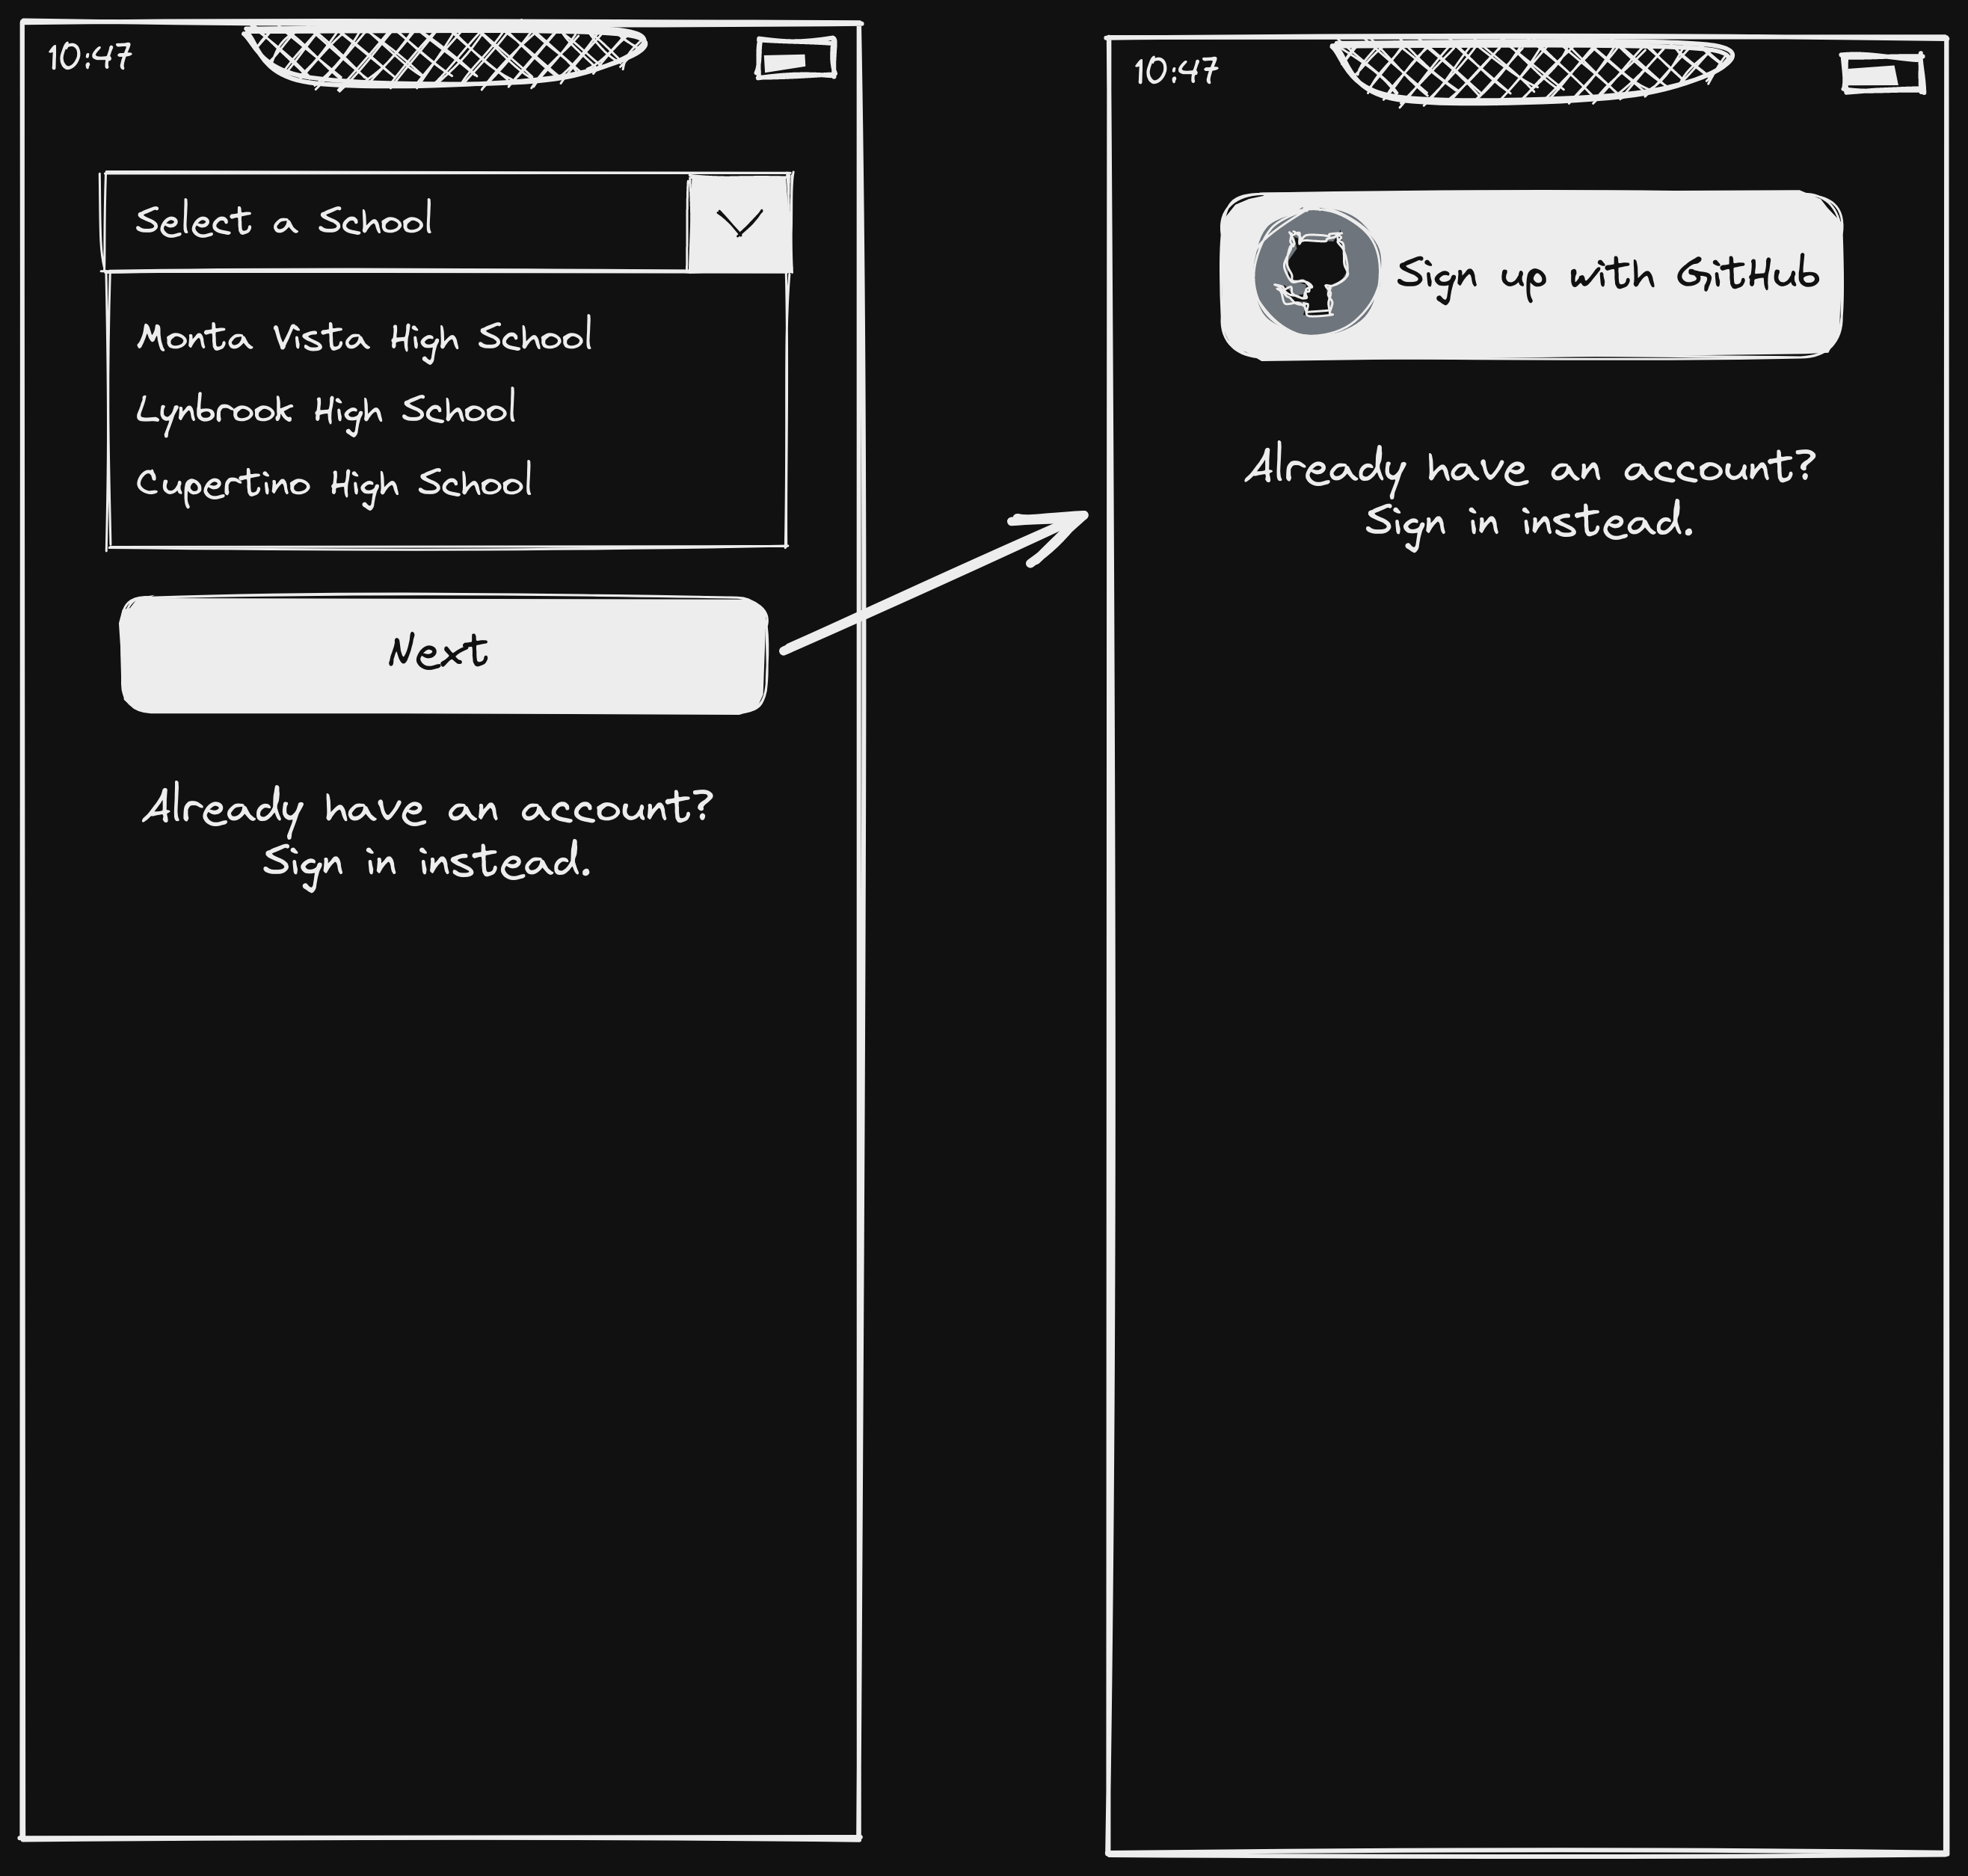 10:47
Select a School
Monta Vista High School
Lynbrook High School
Cupertino High School
Next
Already have an account?
Sign in instead.
10:47
Sign up with GitHub
Already have an account?
Sign in instead.